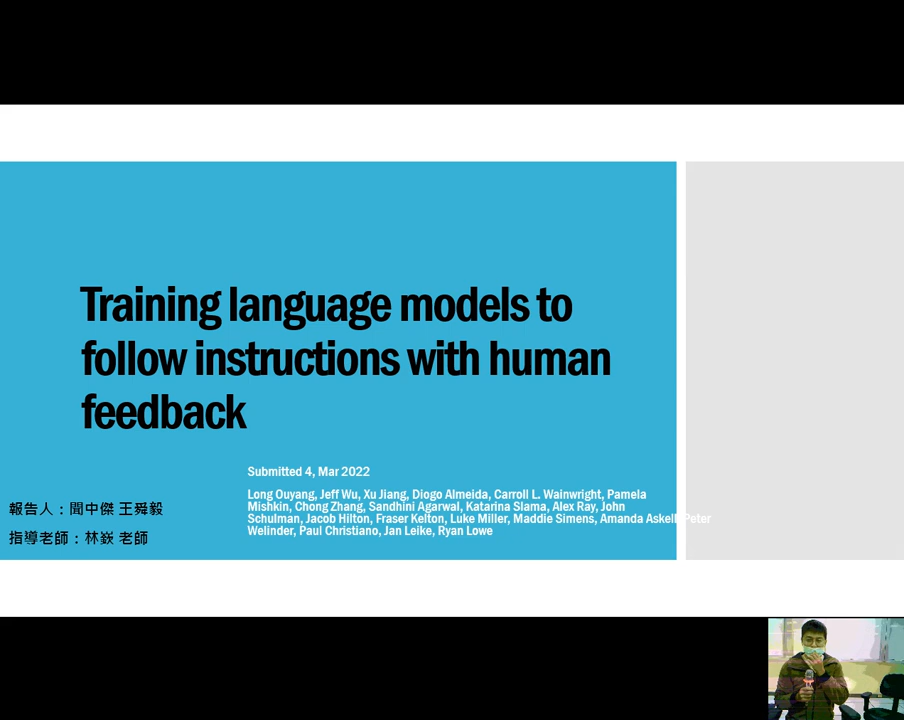 Training language models to
follow instructions with human
feedback
Submitted 4, Mar 2022
Long Ouyang, Jeff Wu, Xu Jiang, Diogo Almeida, Carroll L. Wainwright, Pamela
Mishkin, Chong Zhang, Sandhini Agarwal, Katarina Slama, Alex Ray, John
Schulman, Jacob Hilton, Fraser Kelton, Luke Miller, Maddie Simens, Amanda Askell, Peter
Welinder, Paul Christiano, Jan Leike, Ryan Lowe
報告人：聞中傑 王舜毅
指導老師：林嶔 老師